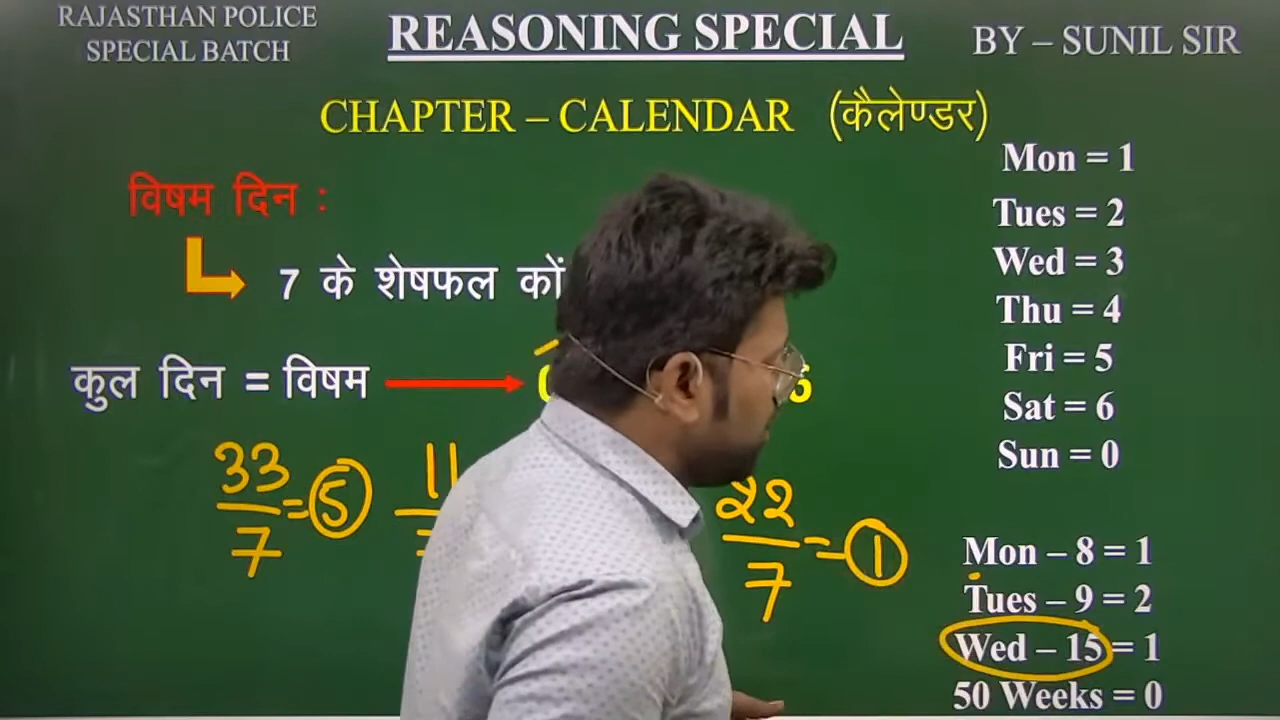 RAJASTHAN POLICE
SPECIAL BATCH
REASONING SPECIAL
BY – SUNIL SIR
CHAPTER – CALENDAR (कैलेण्डर)
विषम दिन :
7 के शेषफल कों
कुल दिन = विषम
33/7 = 5
11
22/7 = 1
Mon = 1
Tues = 2
Wed = 3
Thu = 4
Fri = 5
Sat = 6
Sun = 0
Mon – 8 = 1
Tues – 9 = 2
Wed – 15 = 1
50 Weeks = 0